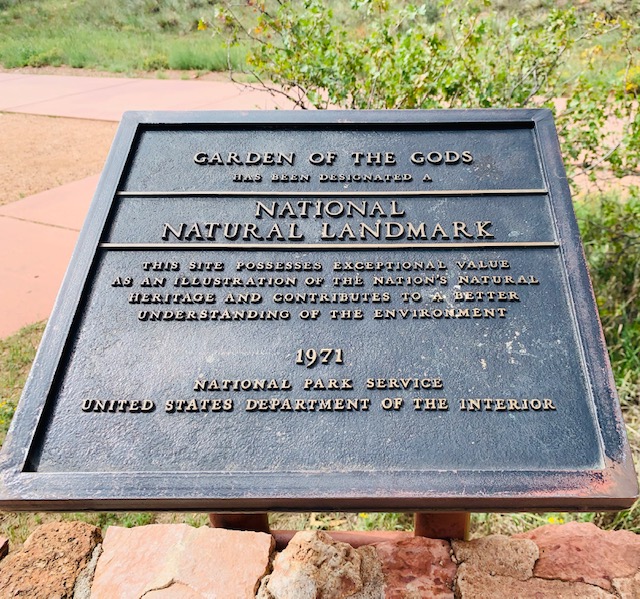 GARDEN OF THE GODS
HAS BEEN DESIGNATED A
NATIONAL
NATURAL LANDMARK
THIS SITE POSSESSES EXCEPTIONAL VALUE
AS AN ILLUSTRATION OF THE NATION'S NATURAL
HERITAGE AND CONTRIBUTES TO A BETTER
UNDERSTANDING OF THE ENVIRONMENT
1971
NATIONAL PARK SERVICE
UNITED STATES DEPARTMENT OF THE INTERIOR